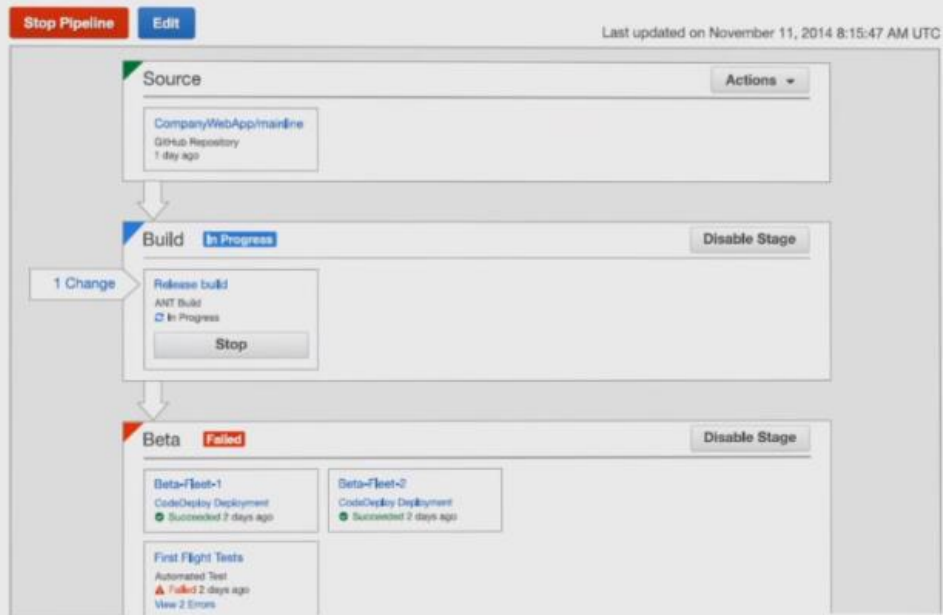 Stop Pipeline
Edit
Last updated on November 11, 2014 8:15:47 AM UTC
Source
Actions
CompanyWebApp/mainline
GitHub Repository
1 day ago
Build In Progress
Disable Stage
1 Change
Release build
ANT Build
In Progress
Stop
Beta Failed
Disable Stage
Beta-Fleet-1
CodeDeploy Deployment
Succeeded 2 days ago
Beta-Fleet-2
CodeDeploy Deployment
Succeeded 2 days ago
First Flight Tests
Automated Test
Failed 2 days ago
View 2 Errors